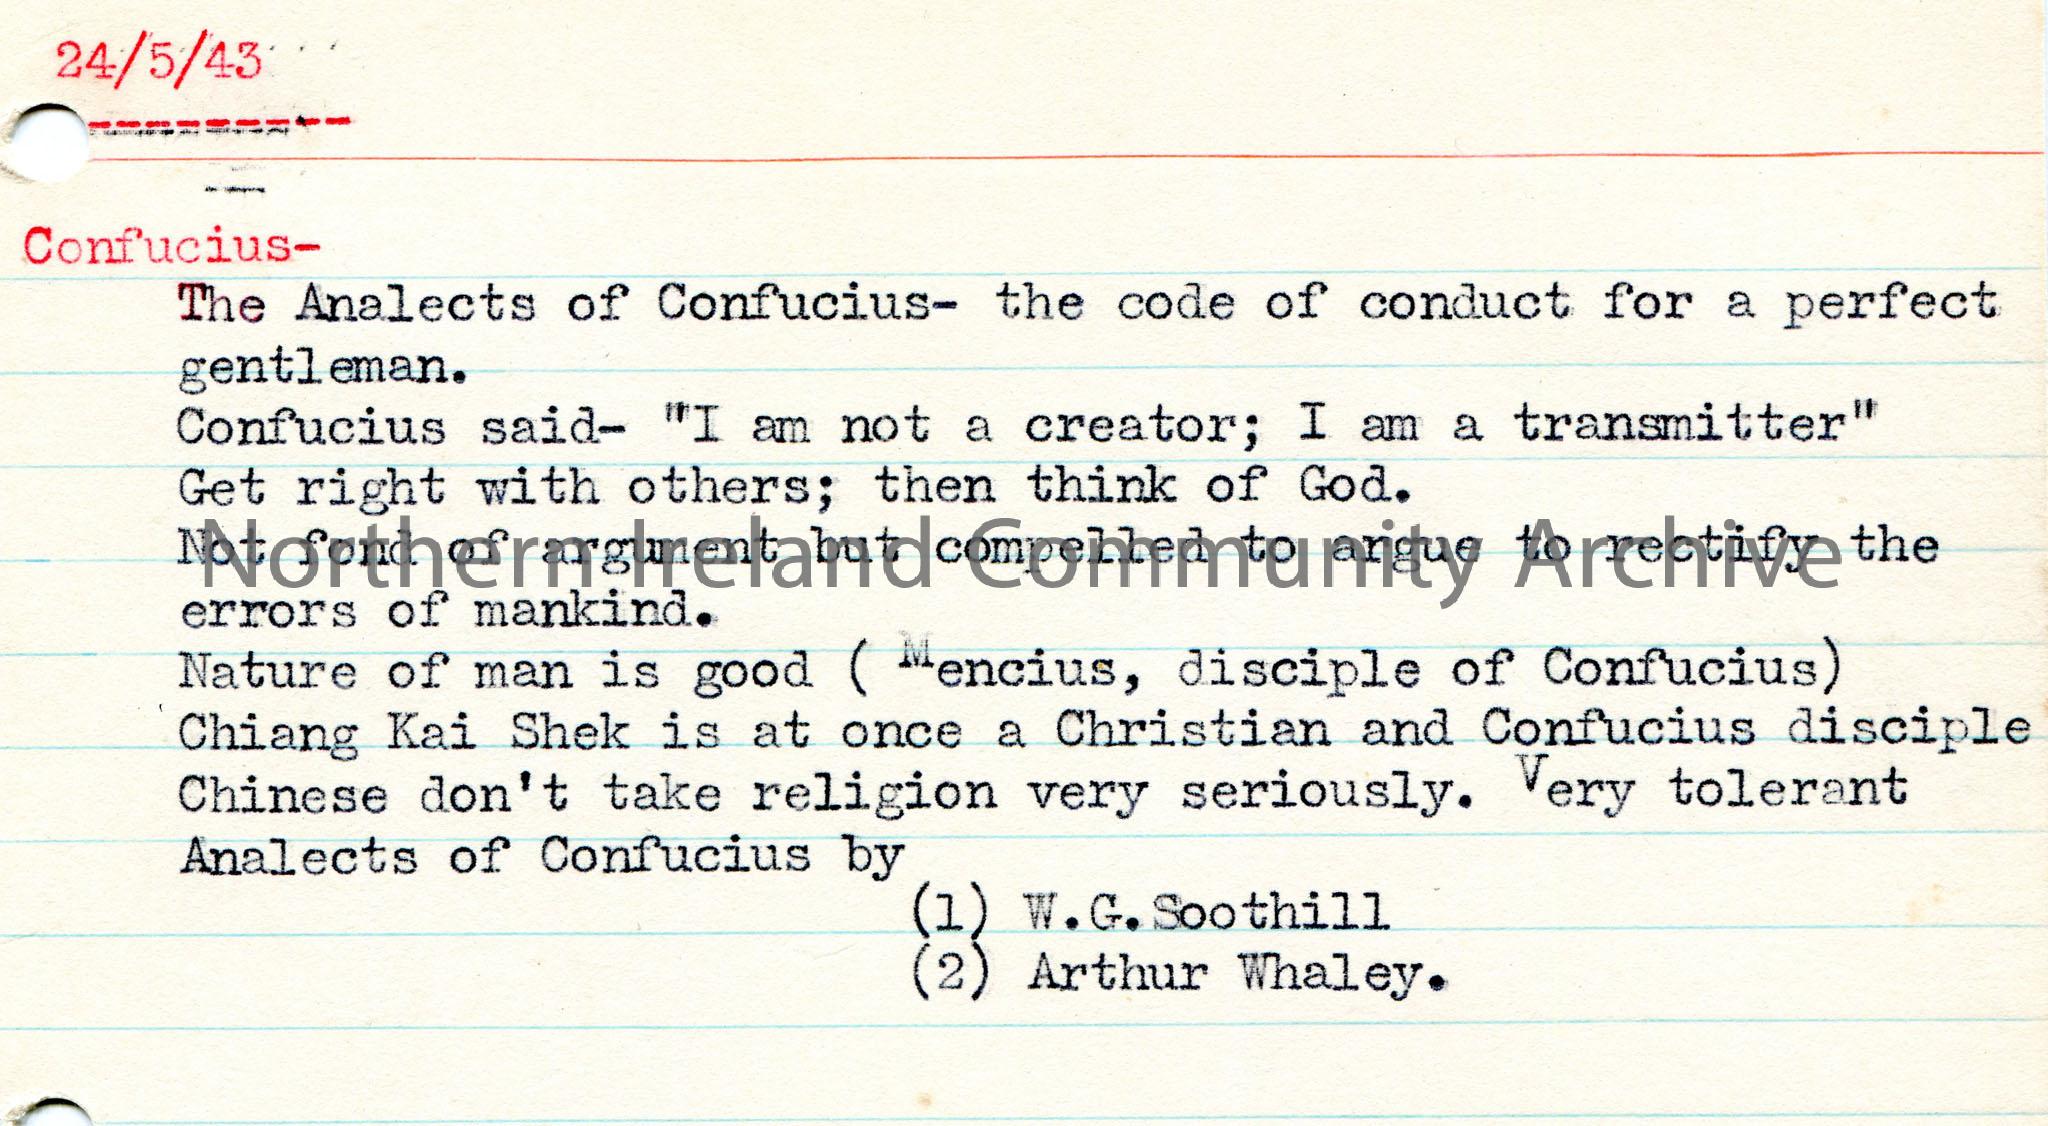 24/5/43
Confucius-
The Analects of Confucius- the code of conduct for a perfect
gentleman.
Confucius said- "I am not a creator; I am a transmitter"
Get right with others; then think of God.
Not fond of argument but compelled to argue to rectify the
Northern Ireland Community Archive
errors of mankind.
Nature of man is good ( Mencius, disciple of Confucius)
Chiang Kai Shek is at once a Christian and Confucius disciple
Chinese don't take religion very seriously. Very tolerant
Analects of Confucius by
(1) W.G.Soothill
(2) Arthur Whaley.